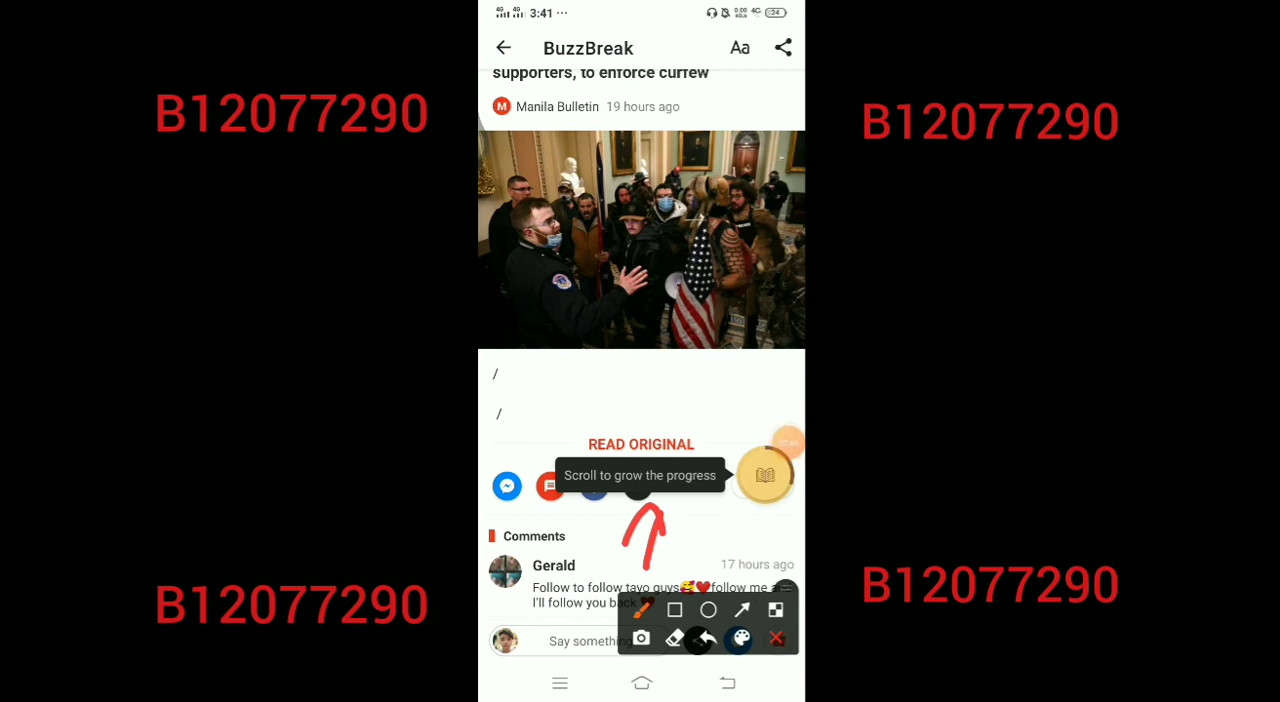 3:41 ...
24
BuzzBreak
Aa
supporters, to enforce curfew
M Manila Bulletin 19 hours ago
B12077290
B12077290
/
/
READ ORIGINAL
Scroll to grow the progress
Comments
Gerald 17 hours ago
Follow to follow tayo guys🥰❤️follow me
I'll follow you back
Say something
B12077290
B12077290